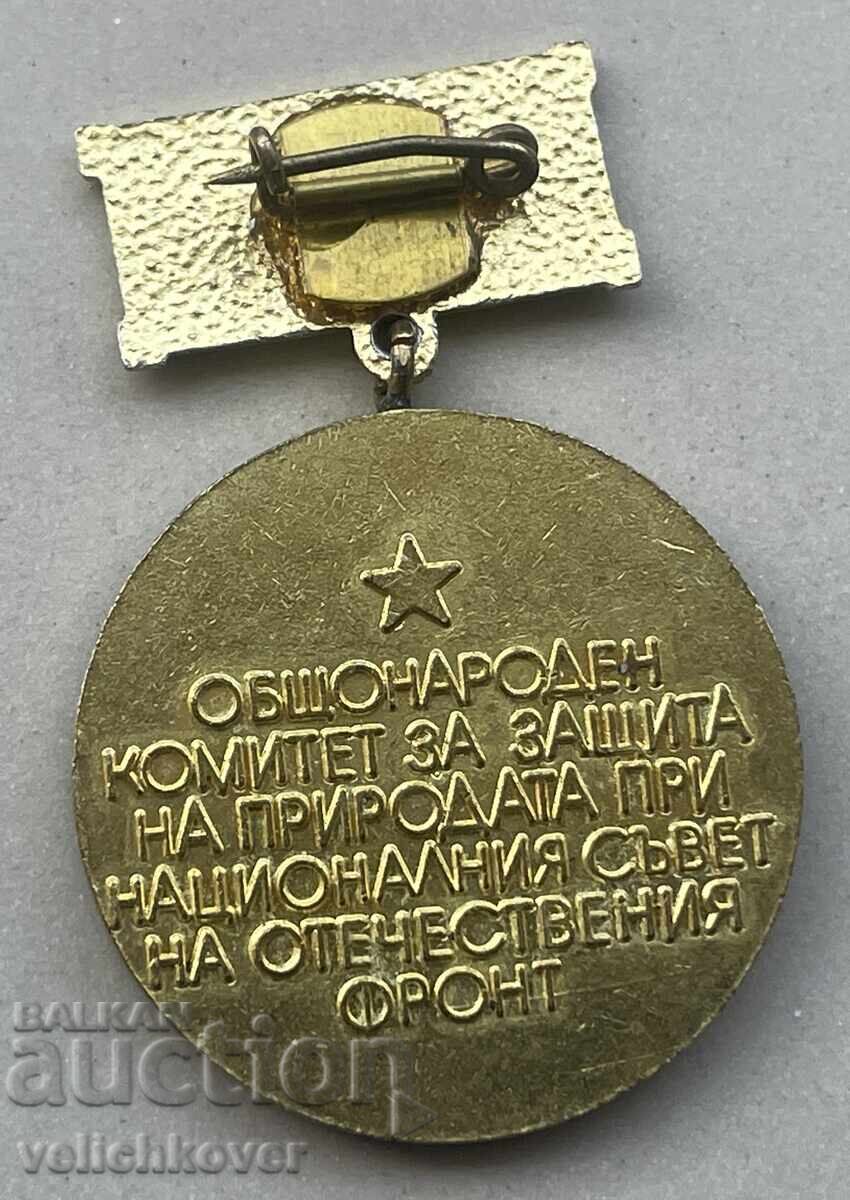 ОБЩОНАРОДЕН
КОМИТЕТ ЗА ЗАЩИТА
НА ПРИРОДАТА ПРИ
НАЦИОНАЛНИЯ СЪВЕТ
НА ОТЕЧЕСТВЕНИЯ
ФРОНТ
BALKAN
auction
velichkover